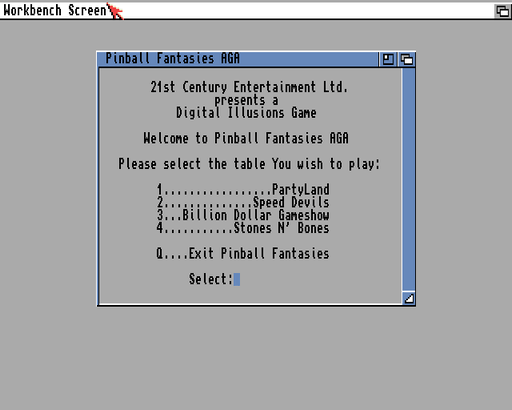 Workbench Screen
Pinball Fantasies AGA
21st Century Entertainment Ltd.
presents a
Digital Illusions Game
Welcome to Pinball Fantasies AGA
Please select the table You wish to play:
1.................PartyLand
2..............Speed Devils
3...Billion Dollar Gameshow
4...........Stones N' Bones
Q....Exit Pinball Fantasies
Select: